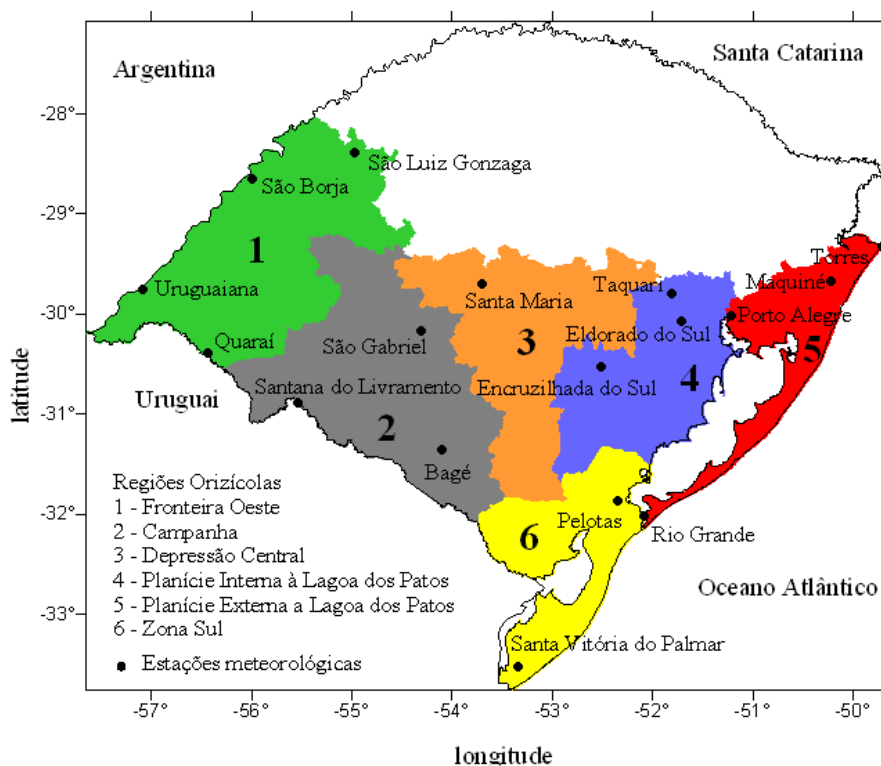 Argentina
Santa Catarina
-28°
São Luiz Gonzaga
São Borja
-29°
1
Torres
Maquiné
Uruguaiana
Taquari
Santa Maria
-30°
Porto Alegre
Quaraí
São Gabriel
3
Eldorado do Sul
5
Santana do Livramento
Encruzilhada do Sul
4
Uruguai
-31°
2
Bagé
latitude
Regiões Orizícolas
1 - Fronteira Oeste
2 - Campanha
3 - Depressão Central
4 - Planície Interna à Lagoa dos Patos
5 - Planície Externa a Lagoa dos Patos
6 - Zona Sul
Estações meteorológicas
-32°
Pelotas
Rio Grande
6
Oceano Atlântico
-33°
Santa Vitória do Palmar
-57°
-56°
-55°
-54°
-53°
-52°
-51°
-50°
longitude